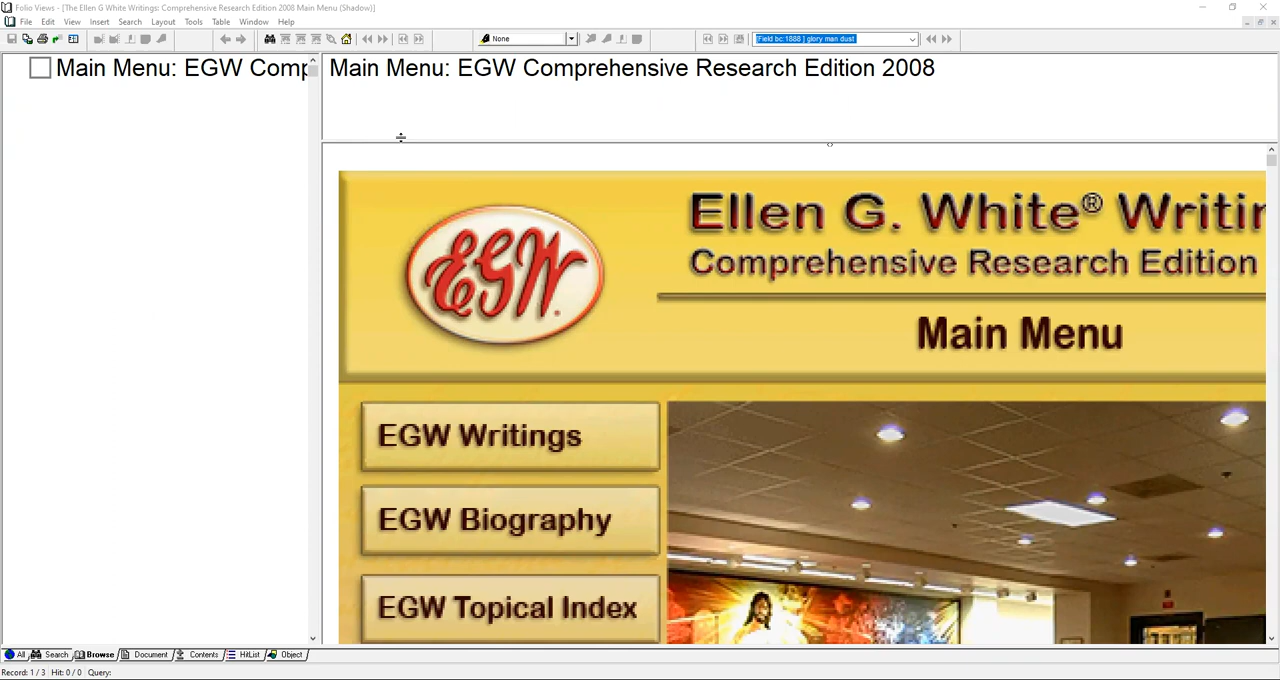 Folio Views - [The Ellen G White Writings: Comprehensive Research Edition 2008 Main Menu (Shadow)]
File Edit View Insert Search Layout Tools Table Window Help
None
[Field bc:1888 ] glory man dust
Main Menu: EGW Comp
Main Menu: EGW Comprehensive Research Edition 2008
EGW.
Ellen G. White® Writin
Comprehensive Research Edition
Main Menu
EGW Writings
EGW Biography
EGW Topical Index
All Search Browse Document Contents HitList Object
Record: 1 / 3 Hit: 0 / 0 Query: